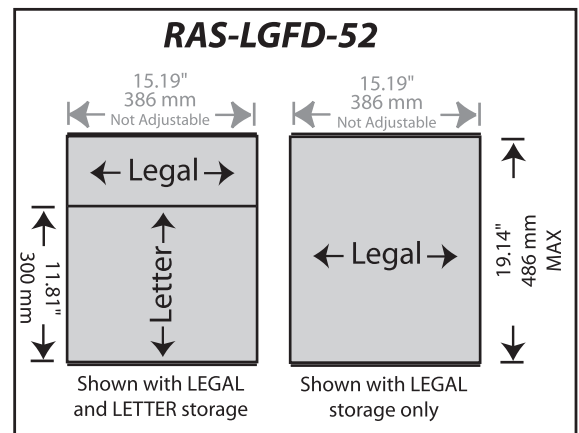 RAS-LGFD-52
15.19"
386 mm
Not Adjustable
Legal
Letter
11.81"
300 mm
Shown with LEGAL
and LETTER storage
15.19"
386 mm
Not Adjustable
Legal
19.14"
486 mm
MAX
Shown with LEGAL
storage only